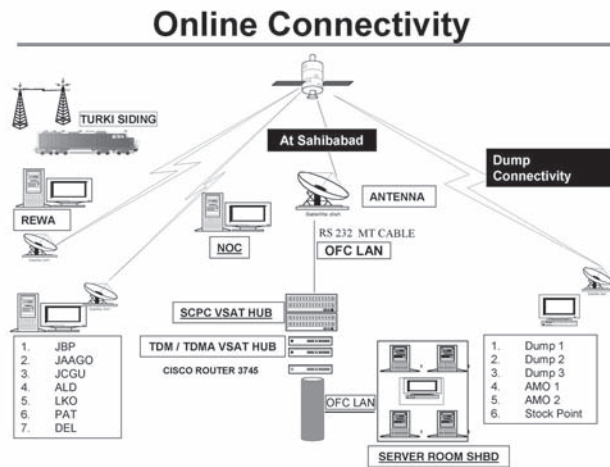 Online Connectivity
TURKI SIDING
At Sahibabad
Dump
Connectivity
REWA
NOC
ANTENNA
Satellite dish
RS 232 MT CABLE
OFC LAN
SCPC VSAT HUB
TDM / TDMA VSAT HUB
CISCO ROUTER 3745
OFC LAN
SERVER ROOM SHBD
1. JBP
2. JAAGO
3. JCGU
4. ALD
5. LKO
6. PAT
7. DEL
1. Dump 1
2. Dump 2
3. Dump 3
4. AMO 1
5. AMO 2
6. Stock Point